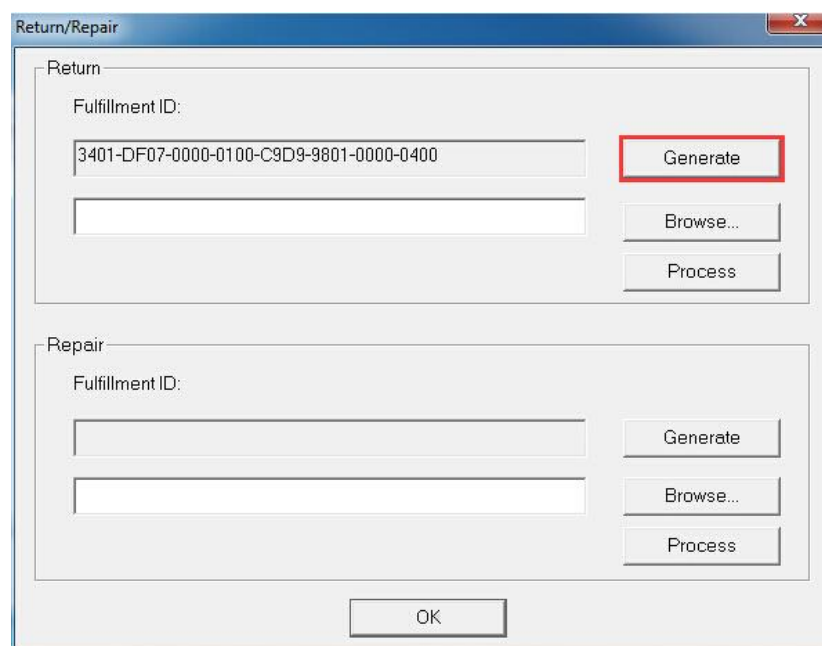 Return/Repair
Return
Fulfillment ID:
3401-DF07-0000-0100-C9D9-9801-0000-0400
Generate
Browse...
Process
Repair
Fulfillment ID:
Generate
Browse...
Process
OK